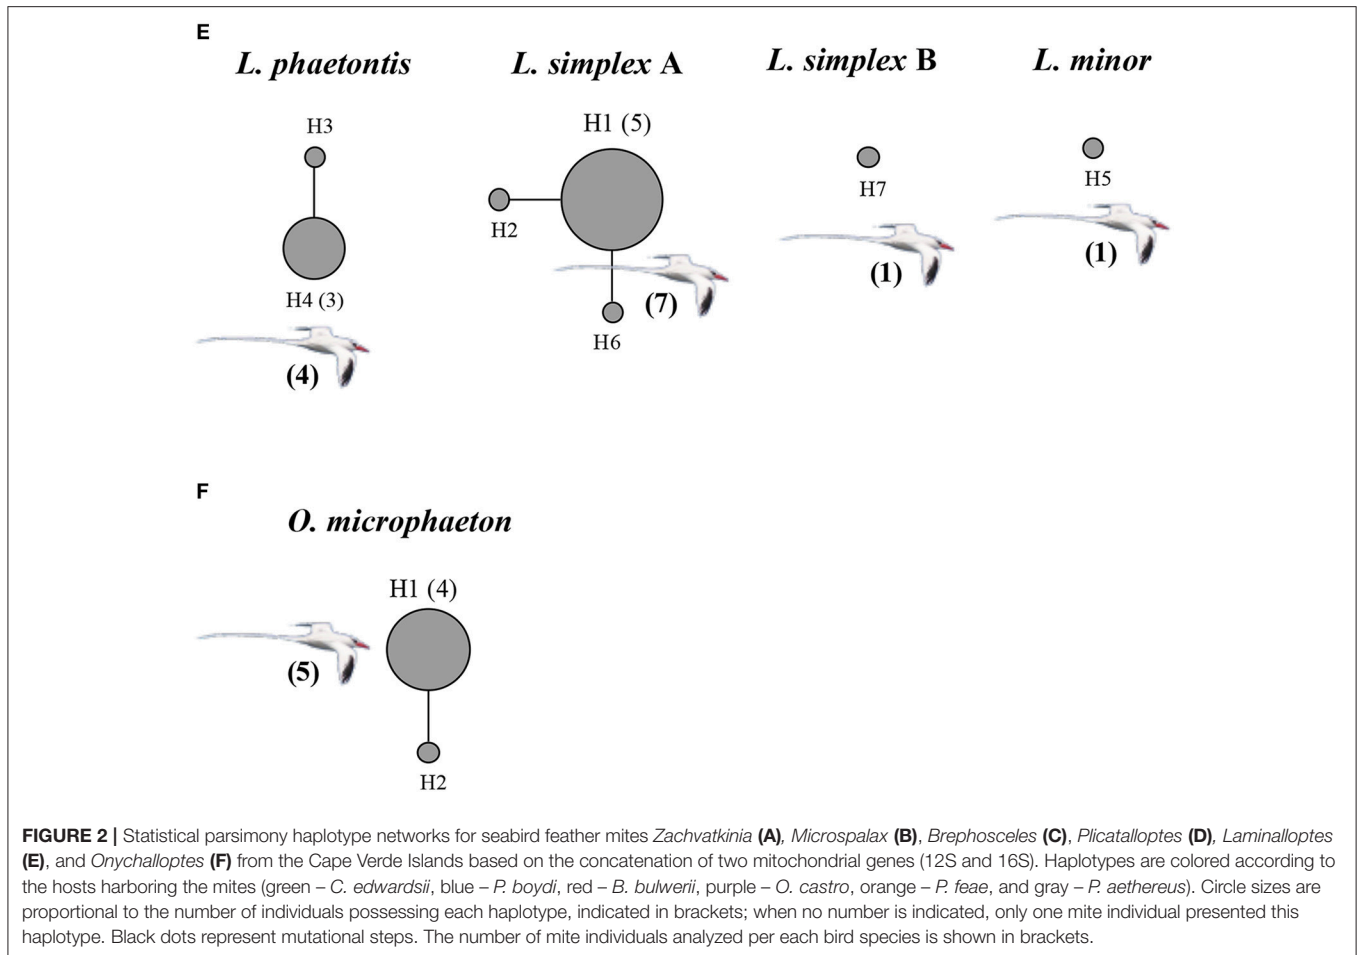 E
L. phaetontis
L. simplex A
L. simplex B
L. minor
H3
H4 (3)
(4)
H1 (5)
H2
H6
(7)
H7
(1)
H5
(1)
F
O. microphaeton
H1 (4)
(5)
H2
FIGURE 2 | Statistical parsimony haplotype networks for seabird feather mites Zachvatkinia (A), Microspalax (B), Brephosceles (C), Plicatalloptes (D), Laminalloptes
(E), and Onychalloptes (F) from the Cape Verde Islands based on the concatenation of two mitochondrial genes (12S and 16S). Haplotypes are colored according to
the hosts harboring the mites (green – C. edwardsii, blue – P. boydi, red – B. bulwerii, purple – O. castro, orange – P. feae, and gray – P. aethereus). Circle sizes are
proportional to the number of individuals possessing each haplotype, indicated in brackets; when no number is indicated, only one mite individual presented this
haplotype. Black dots represent mutational steps. The number of mite individuals analyzed per each bird species is shown in brackets.